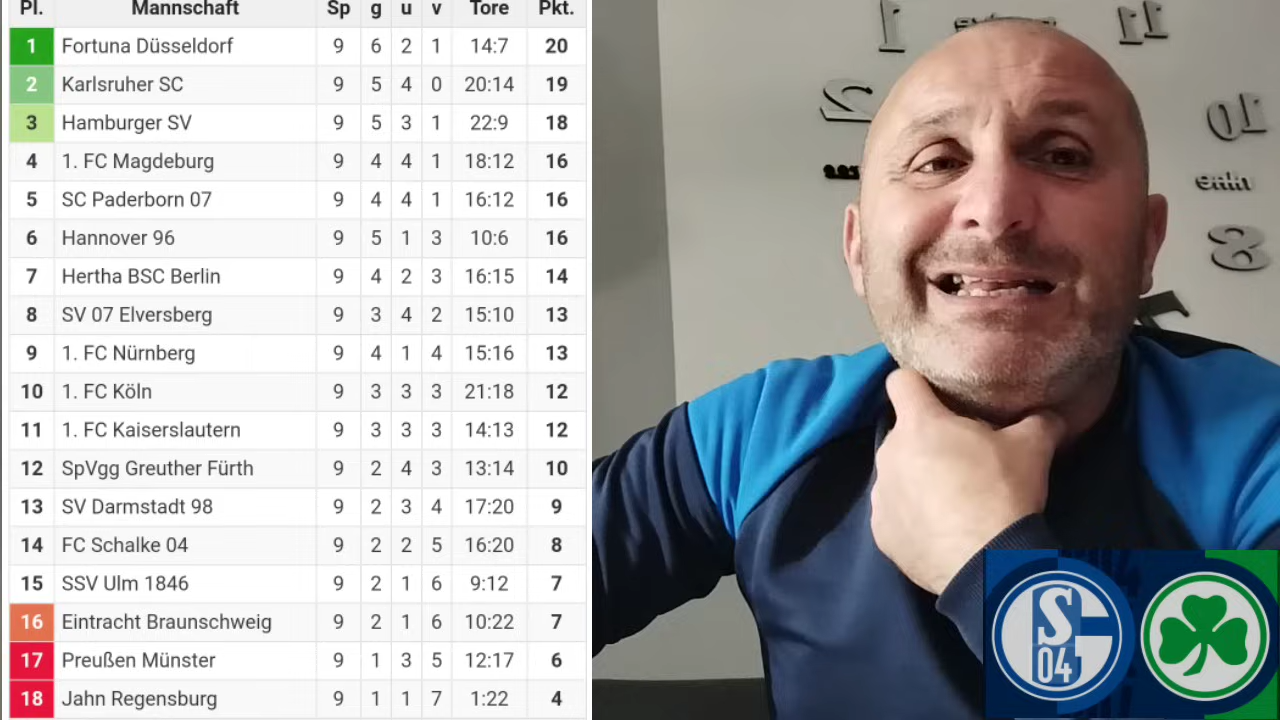 Pl. Mannschaft Sp g u v Tore Pkt.
1 Fortuna Düsseldorf 9 6 2 1 14:7 20
2 Karlsruher SC 9 5 4 0 20:14 19
3 Hamburger SV 9 5 3 1 22:9 18
4 1. FC Magdeburg 9 4 4 1 18:12 16
5 SC Paderborn 07 9 4 4 1 16:12 16
6 Hannover 96 9 5 1 3 10:6 16
7 Hertha BSC Berlin 9 4 2 3 16:15 14
8 SV 07 Elversberg 9 3 4 2 15:10 13
9 1. FC Nürnberg 9 4 1 4 15:16 13
10 1. FC Köln 9 3 3 3 21:18 12
11 1. FC Kaiserslautern 9 3 3 3 14:13 12
12 SpVgg Greuther Fürth 9 2 4 3 13:14 10
13 SV Darmstadt 98 9 2 3 4 17:20 9
14 FC Schalke 04 9 2 2 5 16:20 8
15 SSV Ulm 1846 9 2 1 6 9:12 7
16 Eintracht Braunschweig 9 2 1 6 10:22 7
17 Preußen Münster 9 1 3 5 12:17 6
18 Jahn Regensburg 9 1 1 7 1:22 4
1
11
2
10
nine
8
7
S
04